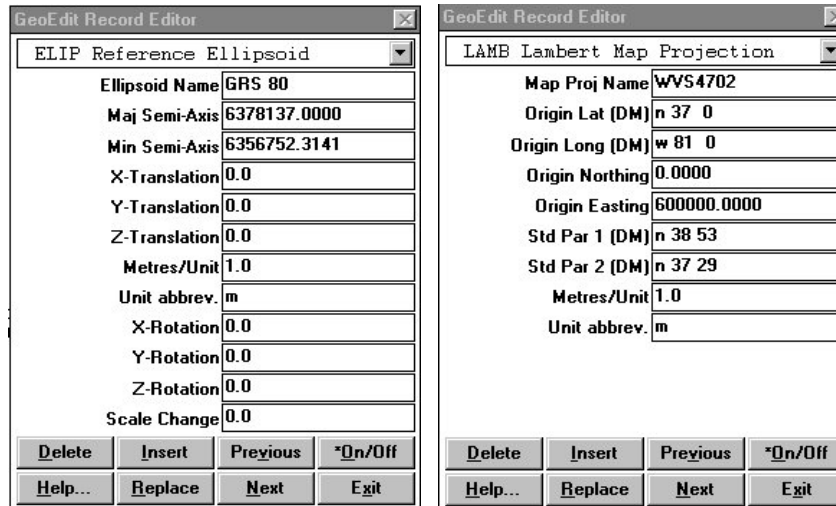 GeoEdit Record Editor
ELIP Reference Ellipsoid
Ellipsoid Name GRS 80
Maj Semi-Axis 6378137.0000
Min Semi-Axis 6356752.3141
X-Translation 0.0
Y-Translation 0.0
Z-Translation 0.0
Metres/Unit 1.0
Unit abbrev. m
X-Rotation 0.0
Y-Rotation 0.0
Z-Rotation 0.0
Scale Change 0.0
Delete Insert Previous *On/Off
Help... Replace Next Exit
GeoEdit Record Editor
LAMB Lambert Map Projection
Map Proj Name WVS4702
Origin Lat (DM) n 37 0
Origin Long (DM) w 81 0
Origin Northing 0.0000
Origin Easting 600000.0000
Std Par 1 (DM) n 38 53
Std Par 2 (DM) n 37 29
Metres/Unit 1.0
Unit abbrev. m
Delete Insert Previous *On/Off
Help... Replace Next Exit